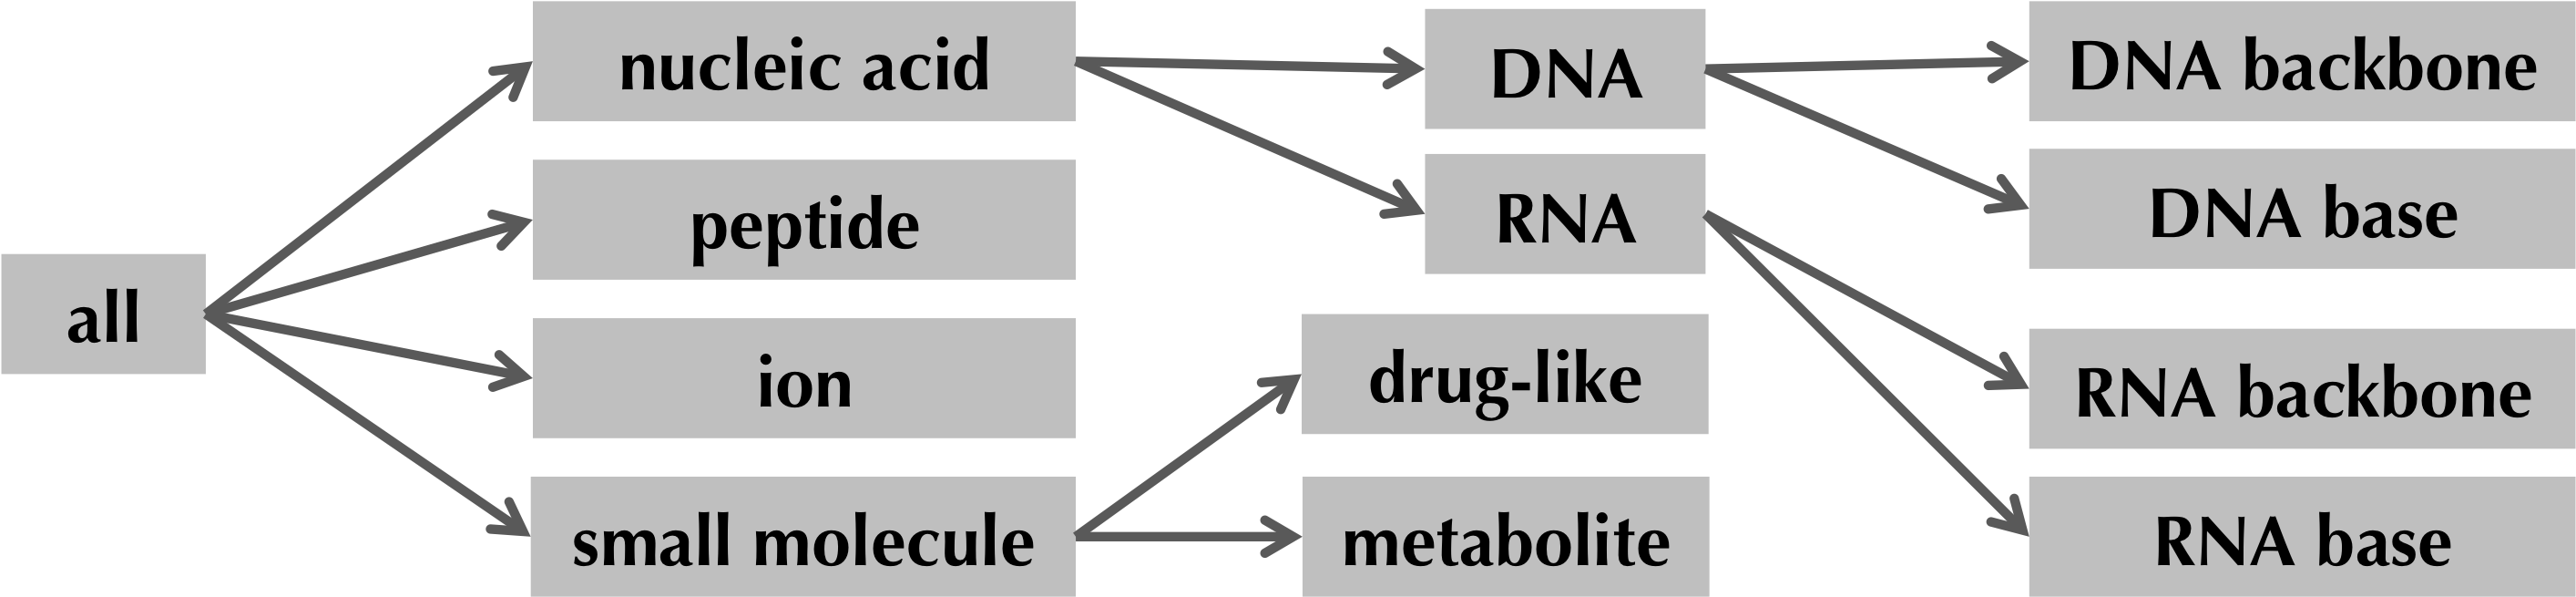 all
nucleic acid
peptide
ion
small molecule
DNA
RNA
drug-like
metabolite
DNA backbone
DNA base
RNA backbone
RNA base